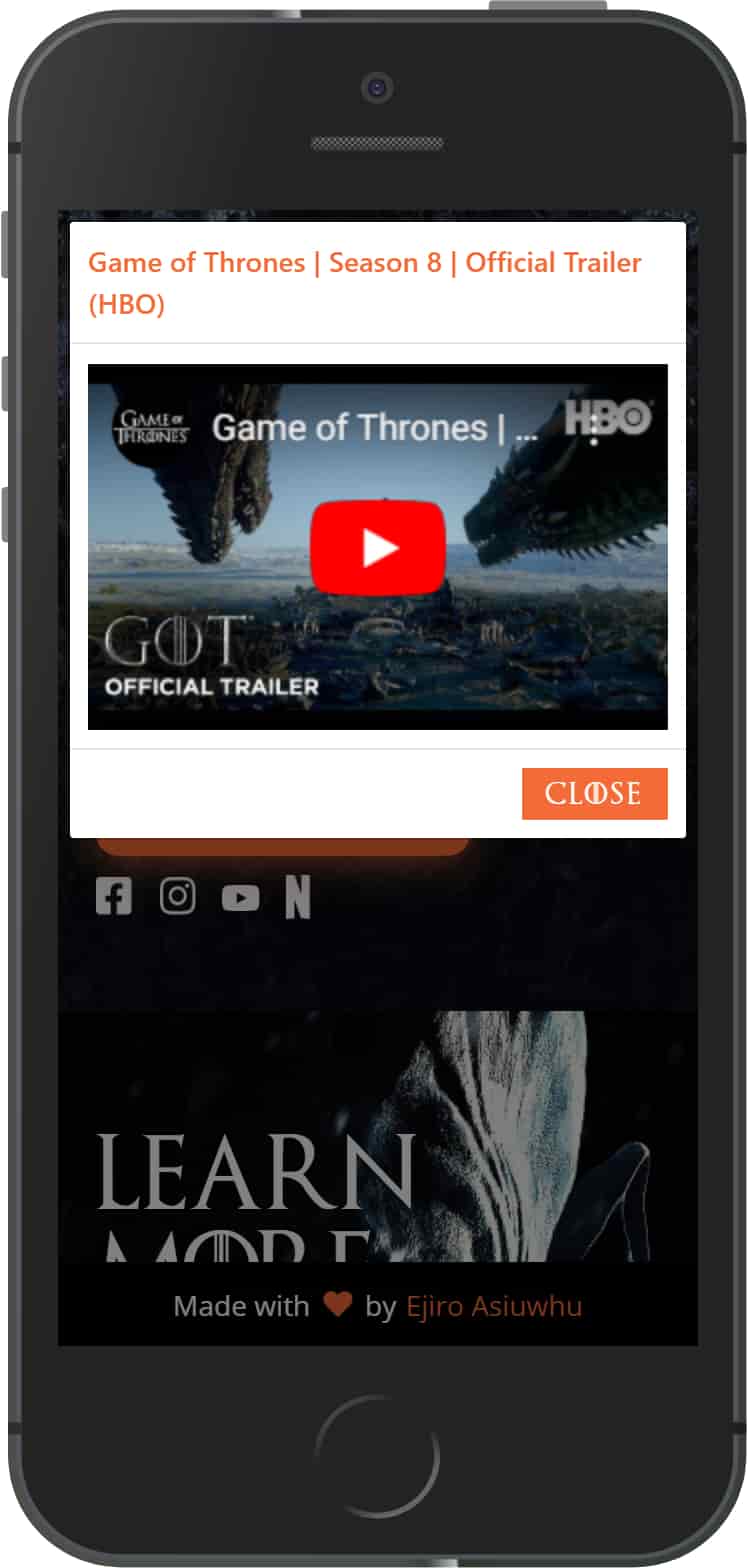 Game of Thrones | Season 8 | Official Trailer
(HBO)
GAME OF
THRONES
Game of Thrones | ...
HBO
GOT
OFFICIAL TRAILER
CLOSE
LEARN
MORE
Made with ❤ by Ejiro Asiuwhu